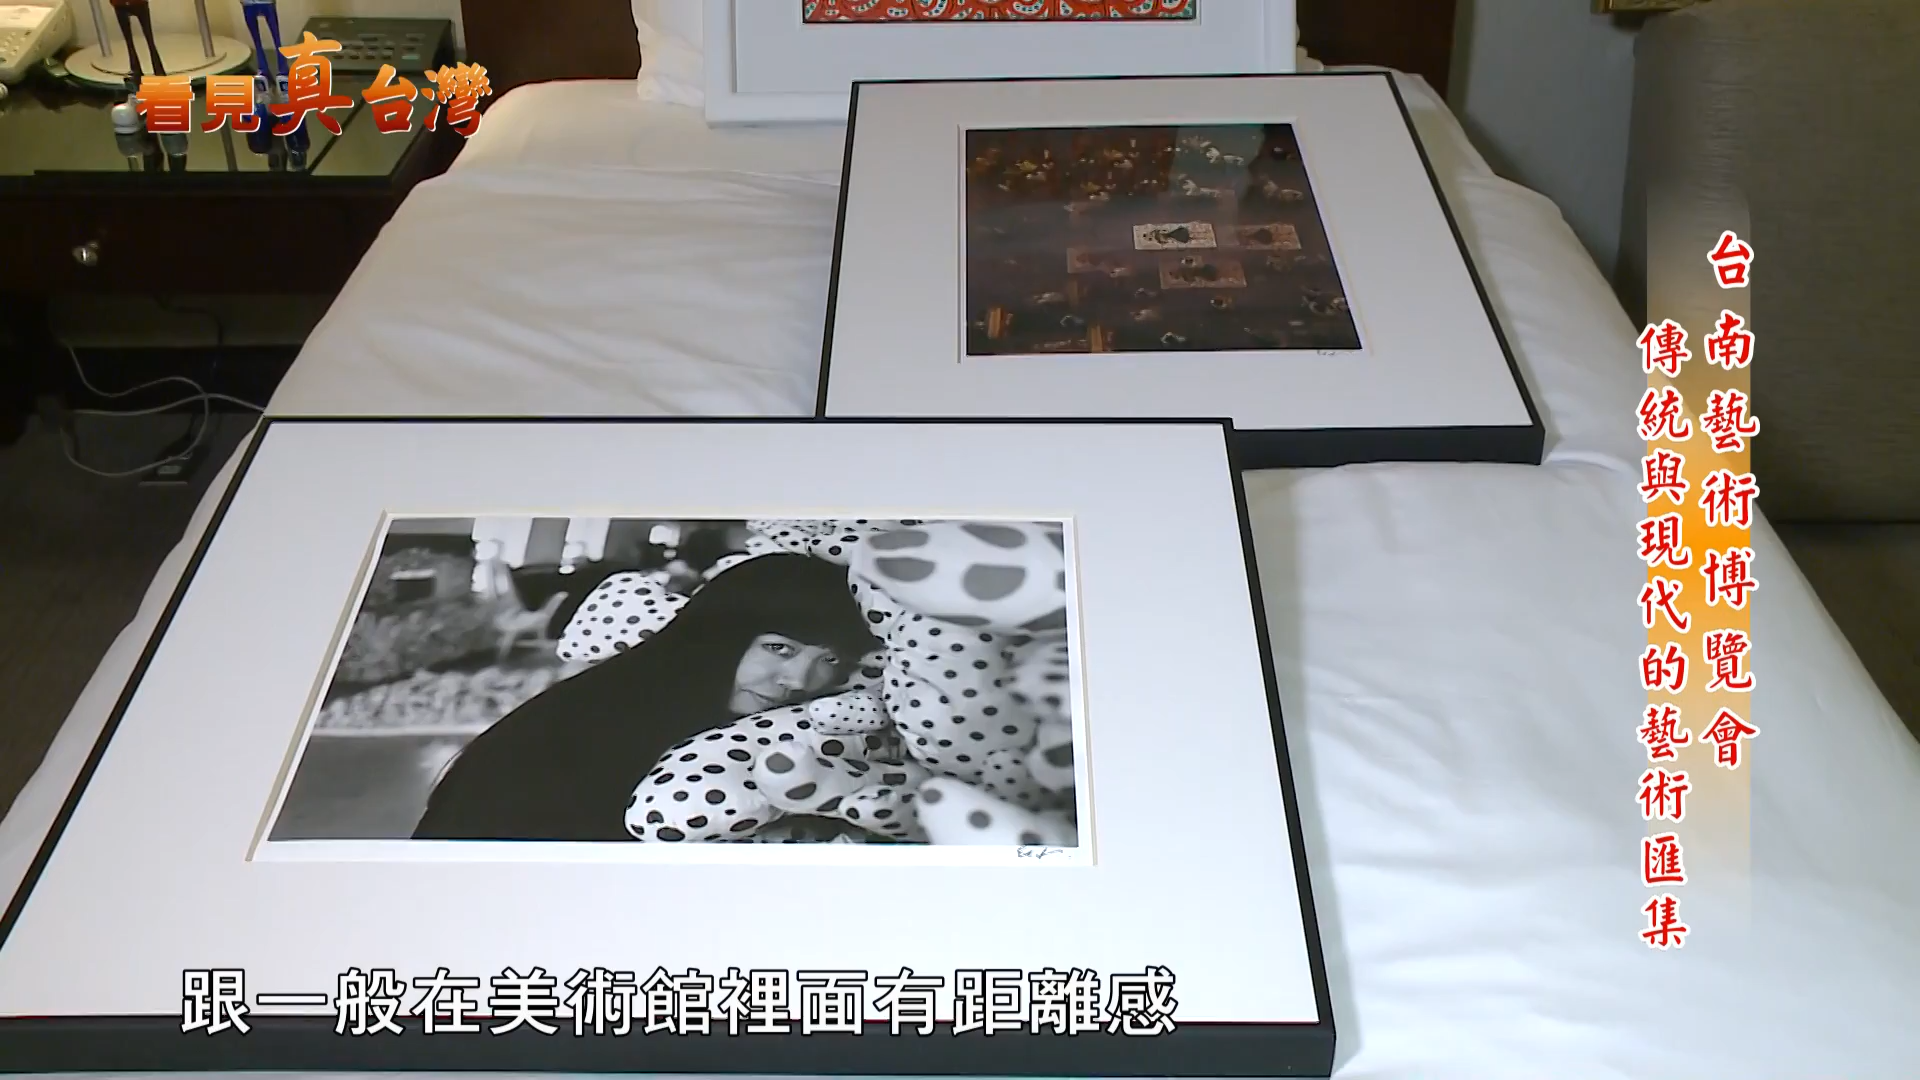 看見真台灣
台南藝術博覽會
傳統與現代的藝術匯集
跟一般在美術館裡面有距離感